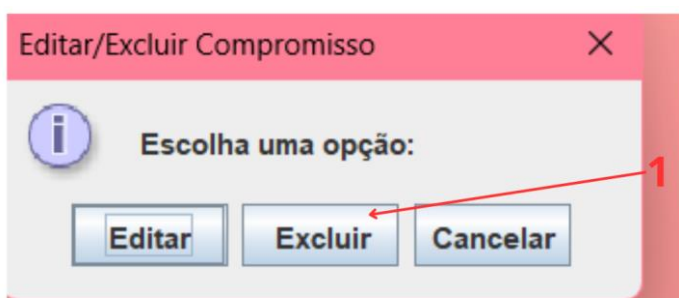 Editar/Excluir Compromisso
Escolha uma opção:
1
Editar Excluir Cancelar